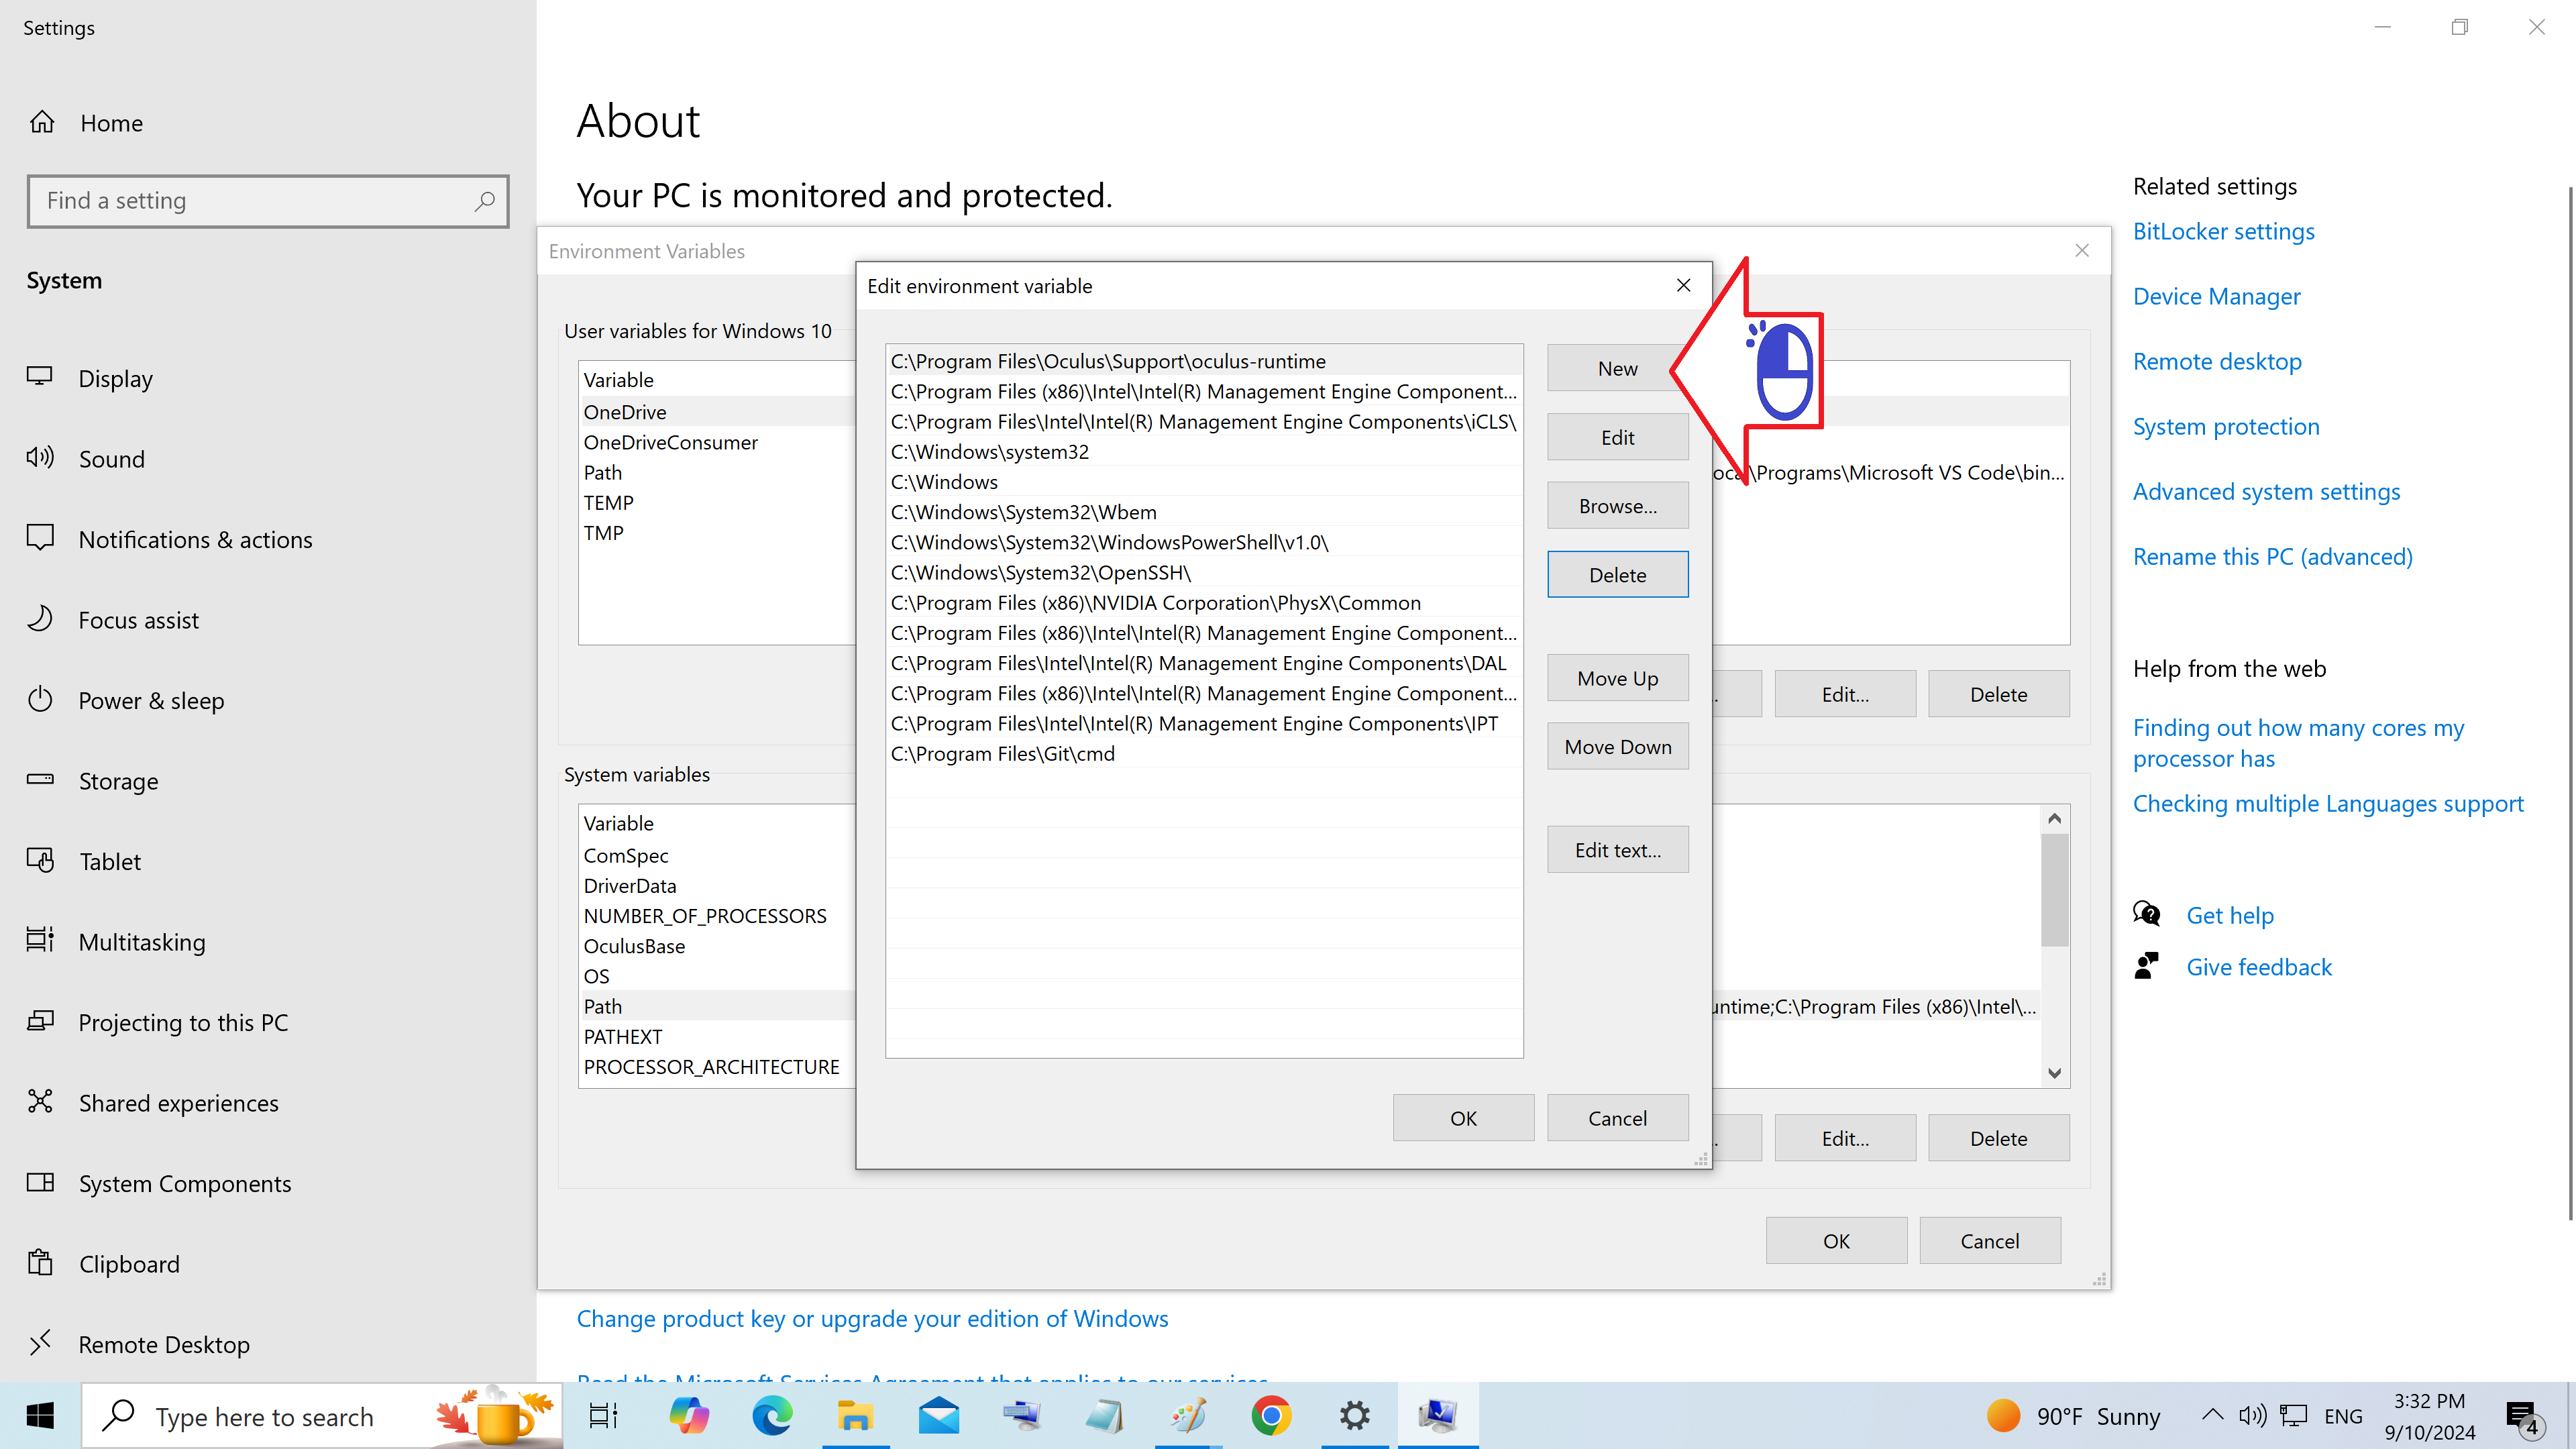 Settings
Home
Find a setting
System
Display
Sound
Notifications & actions
Focus assist
Power & sleep
Storage
Tablet
Multitasking
Projecting to this PC
Shared experiences
System Components
Clipboard
Remote Desktop
About
Your PC is monitored and protected.
Environment Variables
User variables for Windows 10
Variable
OneDrive
OneDriveConsumer
Path
TEMP
TMP
\Programs\Microsoft VS Code\bin...
Edit...
Delete
System variables
Variable
ComSpec
DriverData
NUMBER_OF_PROCESSORS
OculusBase
OS
Path
PATHEXT
PROCESSOR_ARCHITECTURE
untime;C:\Program Files (x86)\Intel\...
Edit...
Delete
OK
Cancel
Edit environment variable
C:\Program Files\Oculus\Support\oculus-runtime
C:\Program Files (x86)\Intel\Intel(R) Management Engine Component...
C:\Program Files\Intel\Intel(R) Management Engine Components\iCLS\
C:\Windows\system32
C:\Windows
C:\Windows\System32\Wbem
C:\Windows\System32\WindowsPowerShell\v1.0\
C:\Windows\System32\OpenSSH\
C:\Program Files (x86)\NVIDIA Corporation\PhysX\Common
C:\Program Files (x86)\Intel\Intel(R) Management Engine Component...
C:\Program Files\Intel\Intel(R) Management Engine Components\DAL
C:\Program Files (x86)\Intel\Intel(R) Management Engine Component...
C:\Program Files\Intel\Intel(R) Management Engine Components\IPT
C:\Program Files\Git\cmd
New
Edit
Browse...
Delete
Move Up
Move Down
Edit text...
OK
Cancel
Change product key or upgrade your edition of Windows
Read the Microsoft Services Agreement that applies to our services
Related settings
BitLocker settings
Device Manager
Remote desktop
System protection
Advanced system settings
Rename this PC (advanced)
Help from the web
Finding out how many cores my
processor has
Checking multiple Languages support
Get help
Give feedback
Type here to search
90°F Sunny
ENG
3:32 PM
9/10/2024
4